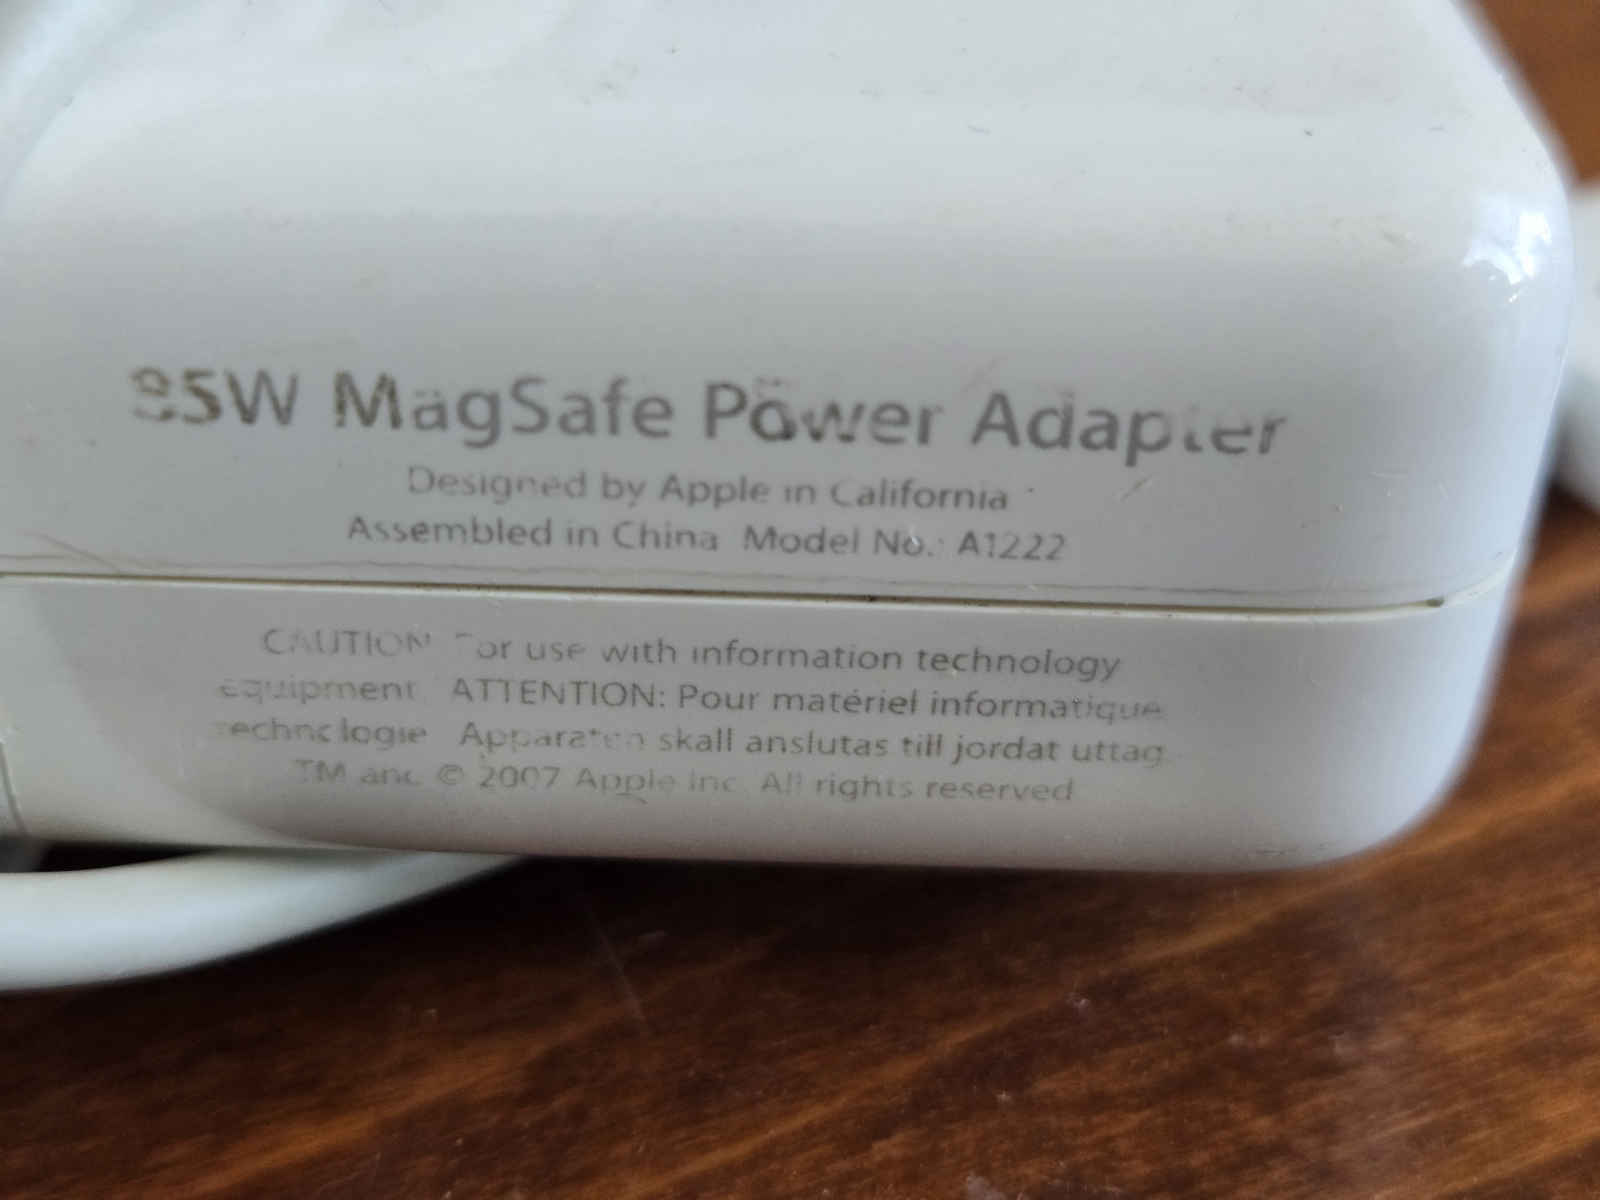 85W MagSafe Power Adapter
Designed by Apple in California
Assembled in China Model No.: A1222
CAUTION For use with information technology
equipment ATTENTION: Pour matériel informatique
technologie Apparaten skall anslutas till jordat uttag.
TM and © 2007 Apple Inc. All rights reserved